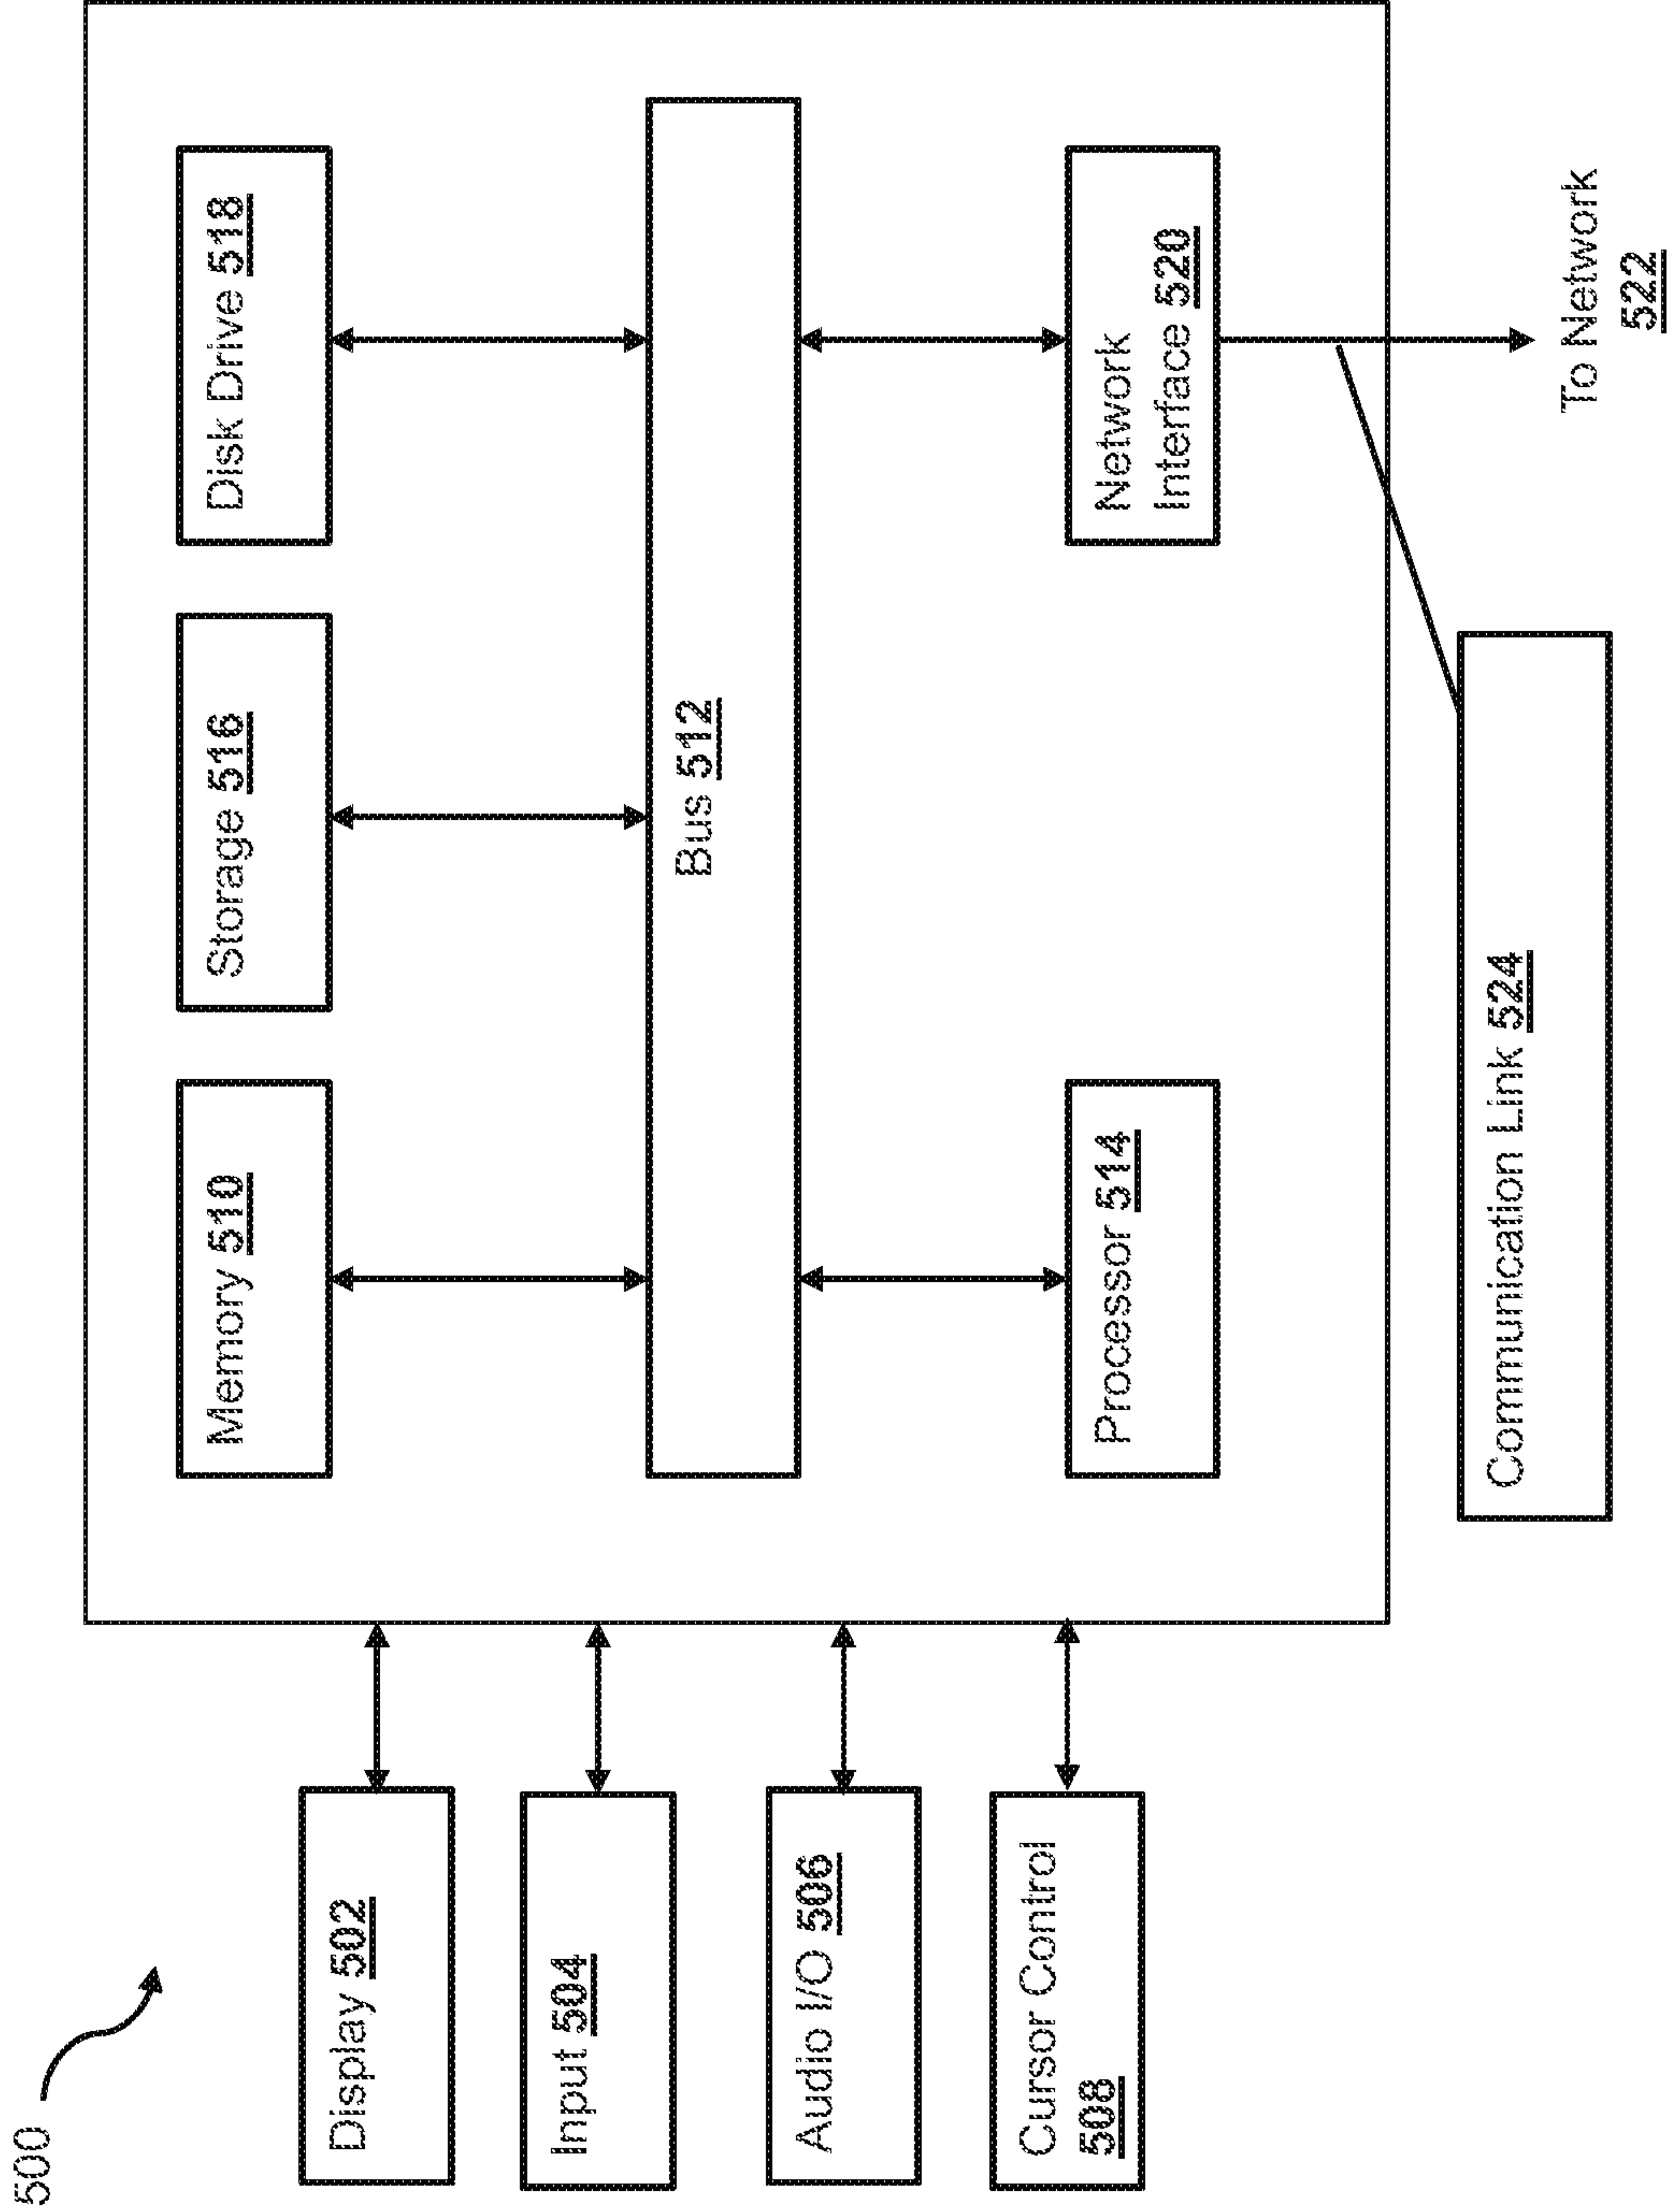 500
Display 502
Input 504
Audio I/O 506
Cursor Control
508
Memory 510
Storage 516
Disk Drive 518
Bus 512
Processor 514
Network
Interface 520
Communication Link 524
To Network
522